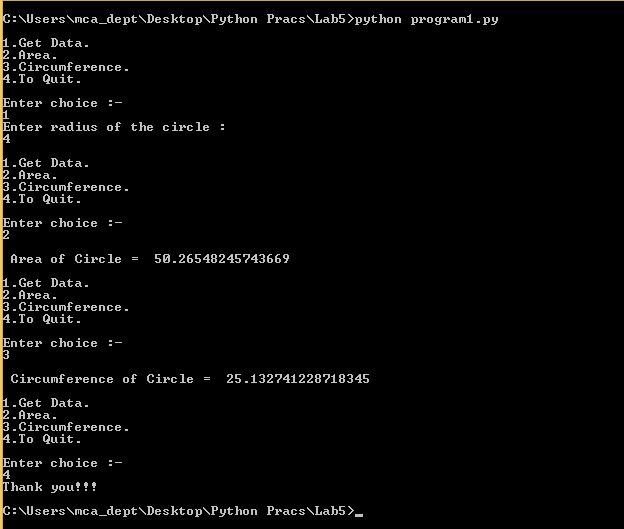 C:\Users\mca_dept\Desktop\Python Pracs\Lab5>python program1.py
1.Get Data.
2.Area.
3.Circumference.
4.To Quit.
Enter choice :-
1
Enter radius of the circle :
4
1.Get Data.
2.Area.
3.Circumference.
4.To Quit.
Enter choice :-
2
Area of Circle =  50.26548245743669
1.Get Data.
2.Area.
3.Circumference.
4.To Quit.
Enter choice :-
3
Circumference of Circle =  25.132741228718345
1.Get Data.
2.Area.
3.Circumference.
4.To Quit.
Enter choice :-
4
Thank you!!!
C:\Users\mca_dept\Desktop\Python Pracs\Lab5>_